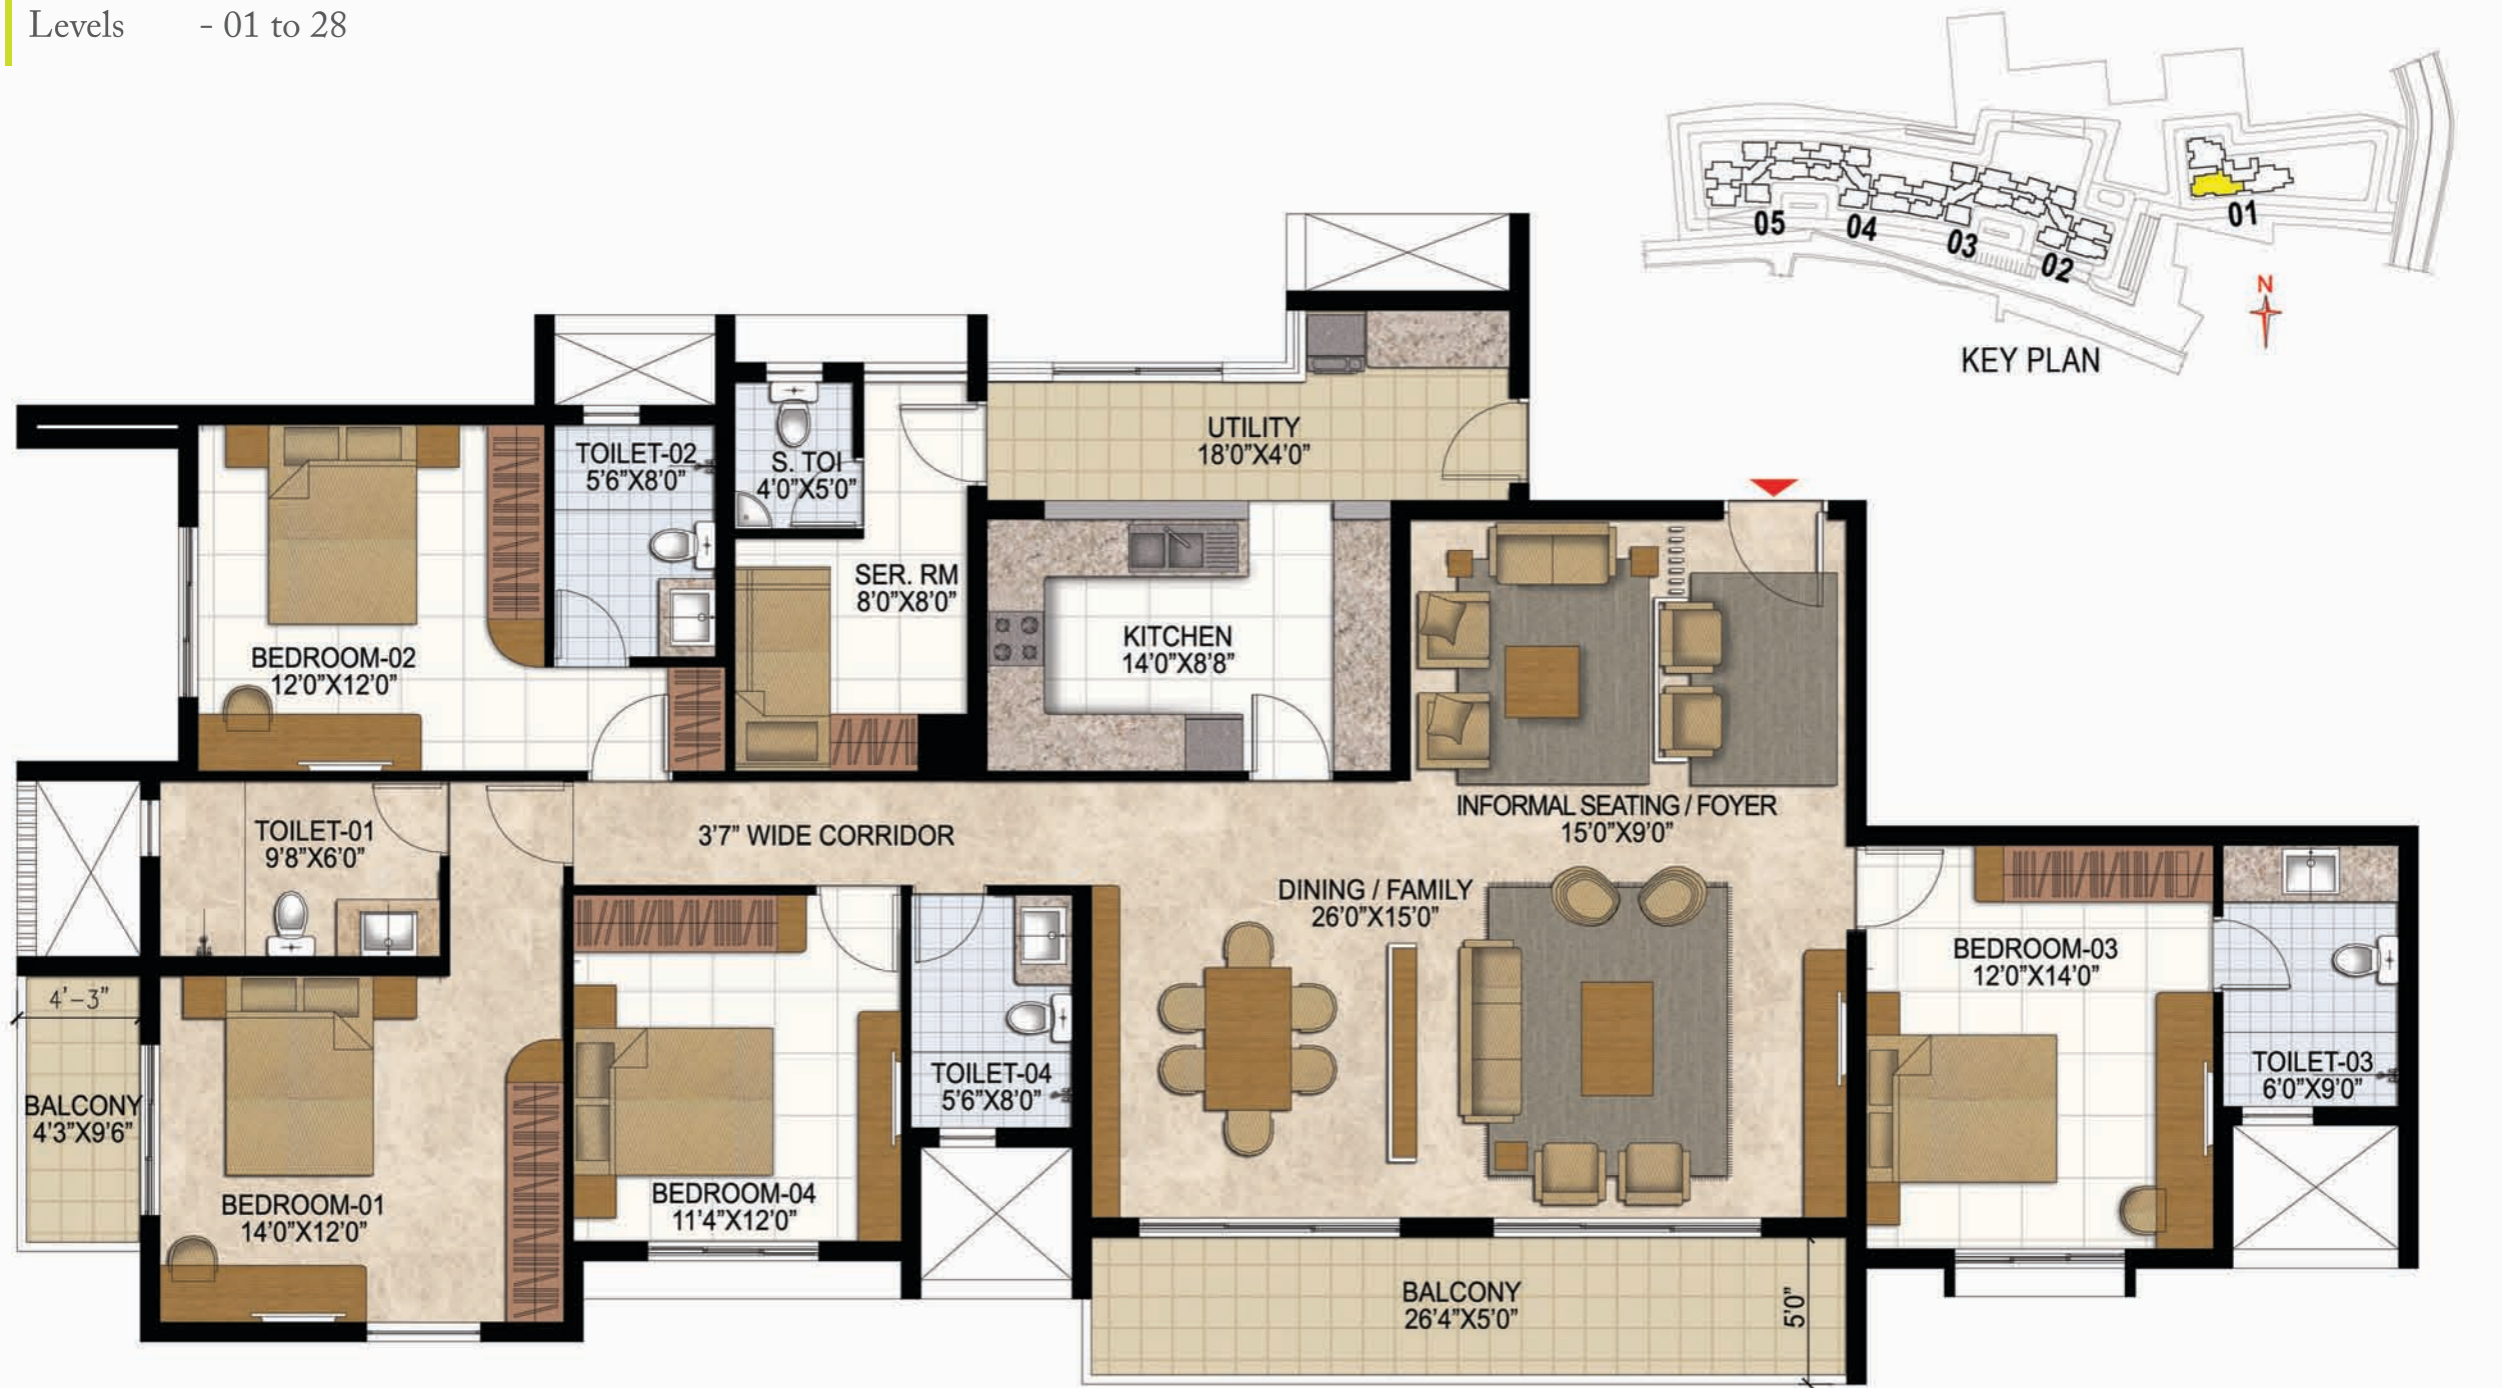 Levels - 01 to 28
05
04
03
02
01
N
KEY PLAN
UTILITY
18'0"X4'0"
TOILET-02
5'6"X8'0"
S. TOI
4'0"X5'0"
SER. RM
8'0"X8'0"
KITCHEN
14'0"X8'8"
BEDROOM-02
12'0"X12'0"
INFORMAL SEATING / FOYER
15'0"X9'0"
TOILET-01
9'8"X6'0"
3'7" WIDE CORRIDOR
DINING / FAMILY
26'0"X15'0"
BEDROOM-03
12'0"X14'0"
4'-3"
TOILET-03
6'0"X9'0"
TOILET-04
5'6"X8'0"
BALCONY
4'3"X9'6"
BEDROOM-01
14'0"X12'0"
BEDROOM-04
11'4"X12'0"
BALCONY
26'4"X5'0"
5'0"